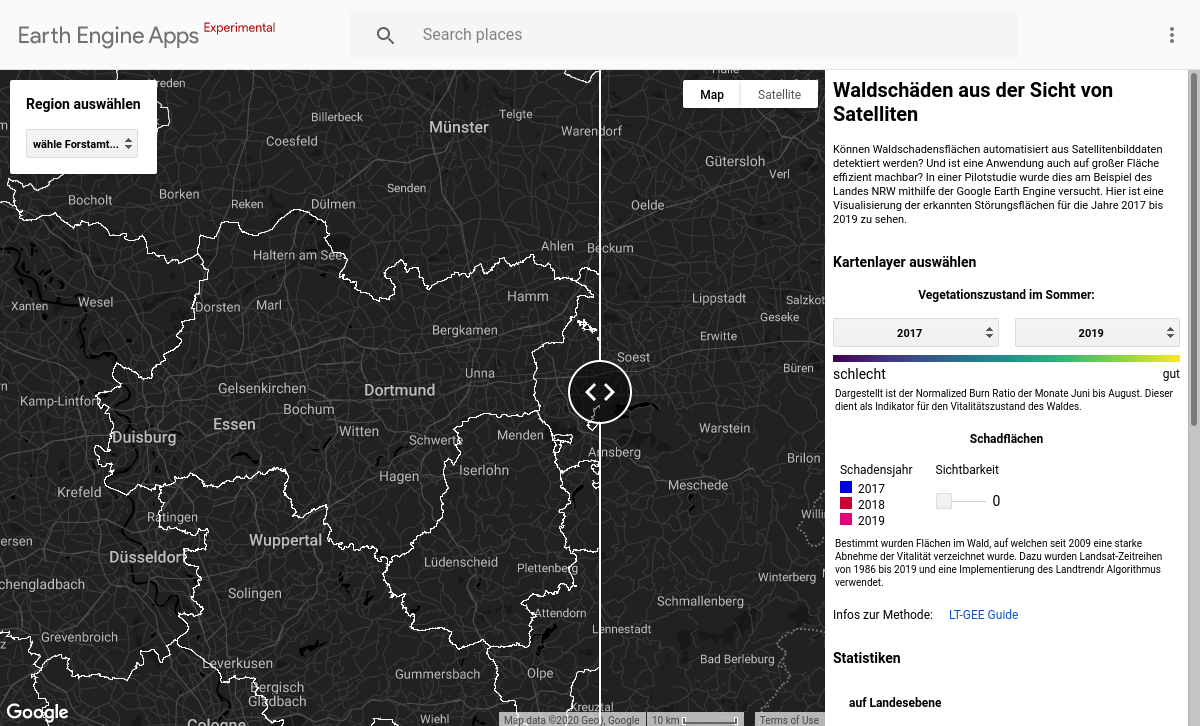 Earth Engine Apps Experimental
Search places
Region auswählen
wähle Forstamt...
Map
Satellite
Billerbeck
Telgte
Münster
Warendorf
Coesfeld
Gütersloh
Verl
Senden
Borken
Bocholt
Reken
Dülmen
Oelde
Ahlen
Beckum
Haltern am See
Hamm
Lippstadt
Salzkot
Xanten
Wesel
Dorsten
Marl
Geseke
Bergkamen
Erwitte
Soest
Büren
Unna
Gelsenkirchen
Dortmund
Kamp-Lintfort
Bochum
Essen
Witten
Warstein
Duisburg
Schwerte
Menden
Arnsberg
Brilon
Hagen
Iserlohn
Meschede
Krefeld
Ratingen
Willi
ersen
Wuppertal
Düsseldorf
Lüdenscheid
Plettenberg
Winterberg
chengladbach
Solingen
Schmallenberg
Attendorn
Lennestadt
Grevenbroich
Leverkusen
Bad Berleburg
Gummersbach
Olpe
Bergisch
Gladbach
Kreuztal
Wiehl
Cologne
Google
Map data ©2020 Geo, Google
10 km
Terms of Use
Waldschäden aus der Sicht von
Satelliten
Können Waldschadensflächen automatisiert aus Satellitenbilddaten
detektiert werden? Und ist eine Anwendung auch auf großer Fläche
effizient machbar? In einer Pilotstudie wurde dies am Beispiel des
Landes NRW mithilfe der Google Earth Engine versucht. Hier ist eine
Visualisierung der erkannten Störungsflächen für die Jahre 2017 bis
2019 zu sehen.
Kartenlayer auswählen
Vegetationszustand im Sommer:
2017
2019
schlecht
gut
Dargestellt ist der Normalized Burn Ratio der Monate Juni bis August. Dieser
dient als Indikator für den Vitalitätszustand des Waldes.
Schadflächen
Schadensjahr
Sichtbarkeit
2017
2018
2019
0
Bestimmt wurden Flächen im Wald, auf welchen seit 2009 eine starke
Abnehme der Vitalität verzeichnet wurde. Dazu wurden Landsat-Zeitreihen
von 1986 bis 2019 und eine Implementierung des Landtrendr Algorithmus
verwendet.
Infos zur Methode: LT-GEE Guide
Statistiken
auf Landesebene